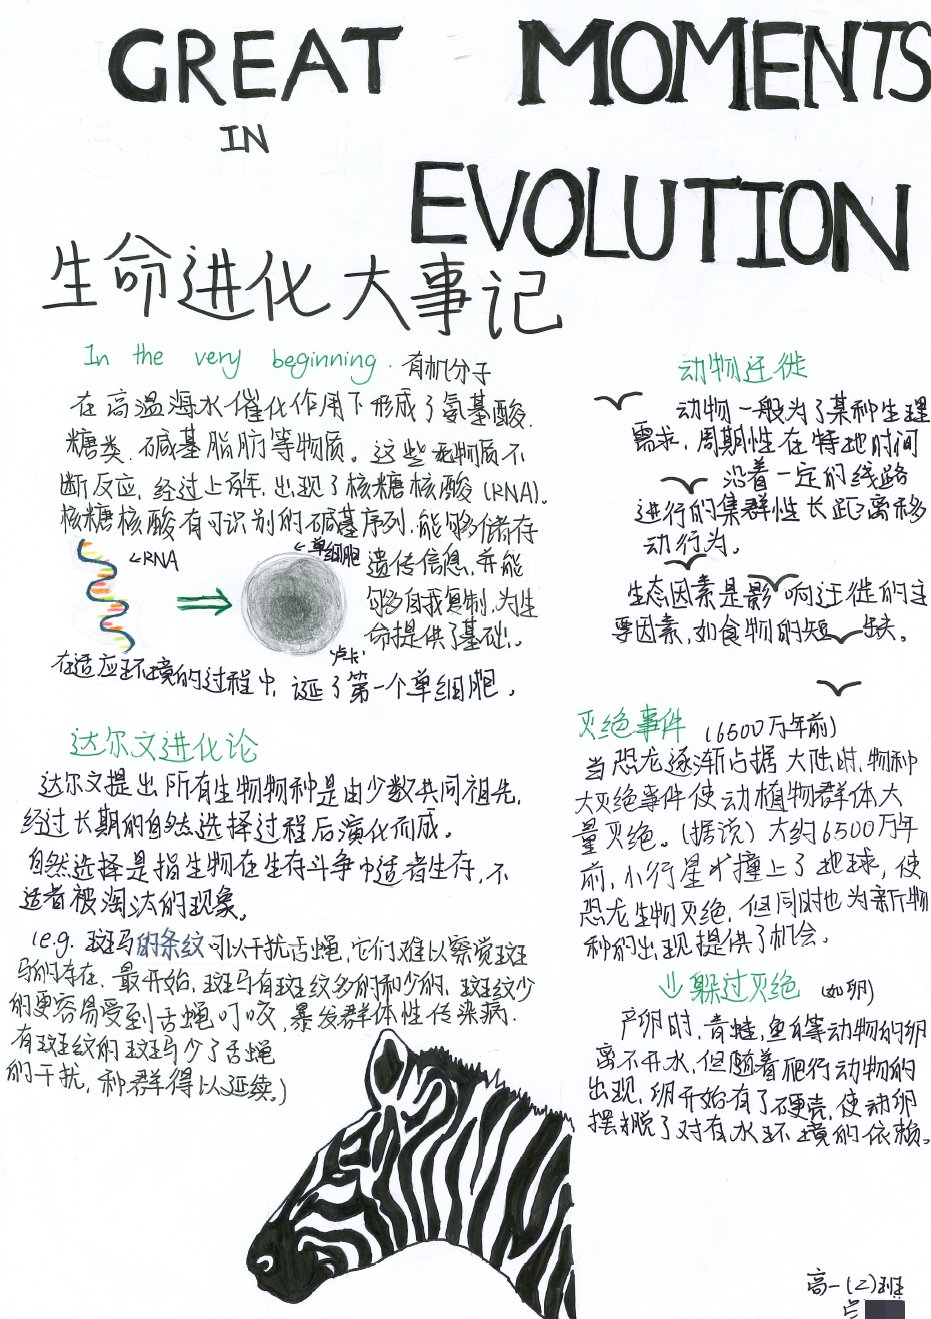 GREAT MOMENTS
IN
EVOLUTION
生命进化大事记
In the very beginning. 有机分子
在高温海水催化作用下形成了氨基酸.
糖类.碱基脂肪等物质。这些无物质不
断反应,经过上万年,出现了核糖核酸(RNA).
核糖核酸有可识别的碱基序列,能够储存
←RNA
←单细胞
遗传信息,并能
够自我复制,为生
命提供了基础.
"卢卡"
在适应环境的过程中,诞了第一个单细胞.
达尔文进化论
达尔文提出所有生物物种是由少数共同祖先,
经过长期的自然选择过程后演化而成。
自然选择是指生物在生存斗争中适者生存,不
适者被淘汰的现象。
(e.g. 斑马的条纹可以干扰舌蝇,它们难以察觉斑
马的存在.最开始,斑马有斑纹多的和少的,斑纹少
的更容易受到舌蝇叮咬,暴发群体性传染病.
有斑纹的斑马少了舌蝇
的干扰,种群得以延续。)
动物迁徙
动物一般为了某种生理
需求.周期性在特地时间
沿着一定的线路
进行的集群性长距离移
动行为。
生态因素是影响迁徙的主
要因素,如食物的短缺。
灭绝事件 (6500万年前)
当恐龙逐渐占据大陆时,物种
大灭绝事件使动植物群体大
量灭绝。(据说)大约6500万年
前,小行星撞上了地球,使
恐龙生物灭绝,但同时也为新物
种的出现提供了机会。
↓躲过灭绝 (如卵)
产卵时,青蛙,鱼等动物的卵
离不开水,但随着爬行动物的
出现,卵开始有了硬壳,使动卵
摆脱了对有水环境的依赖。
高一(2)班